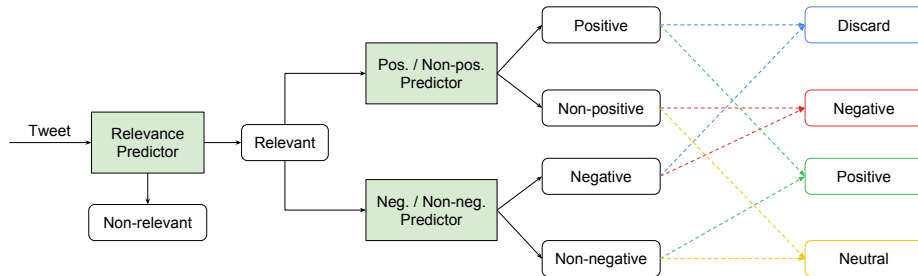 Tweet
Relevance
Predictor
Non-relevant
Relevant
Pos. / Non-pos.
Predictor
Neg. / Non-neg.
Predictor
Positive
Non-positive
Negative
Non-negative
Discard
Negative
Positive
Neutral